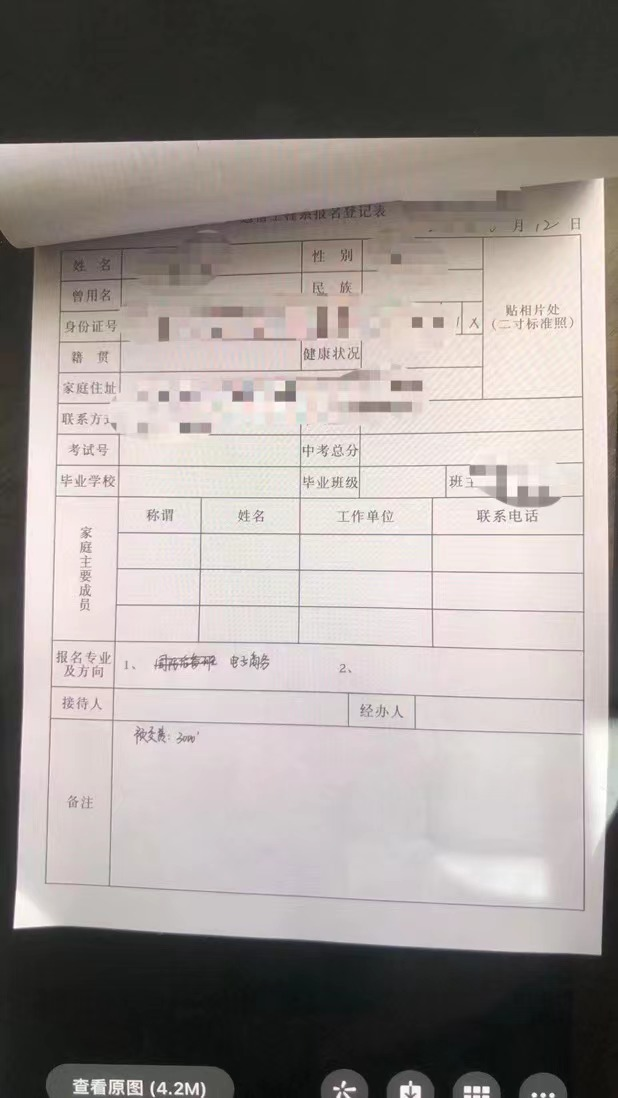 系报名登记表
月12日
姓名
性别
曾用名
民族
贴相片处
(二寸标准照)
身份证号
X
籍贯
健康状况
家庭住址
联系方式
考试号
中考总分
毕业学校
毕业班级
班主
家庭主要成员
称谓
姓名
工作单位
联系电话
报名专业及方向
1、
电子商务
2、
接待人
经办人
备注
预交费：3000
查看原图 (4.2M)